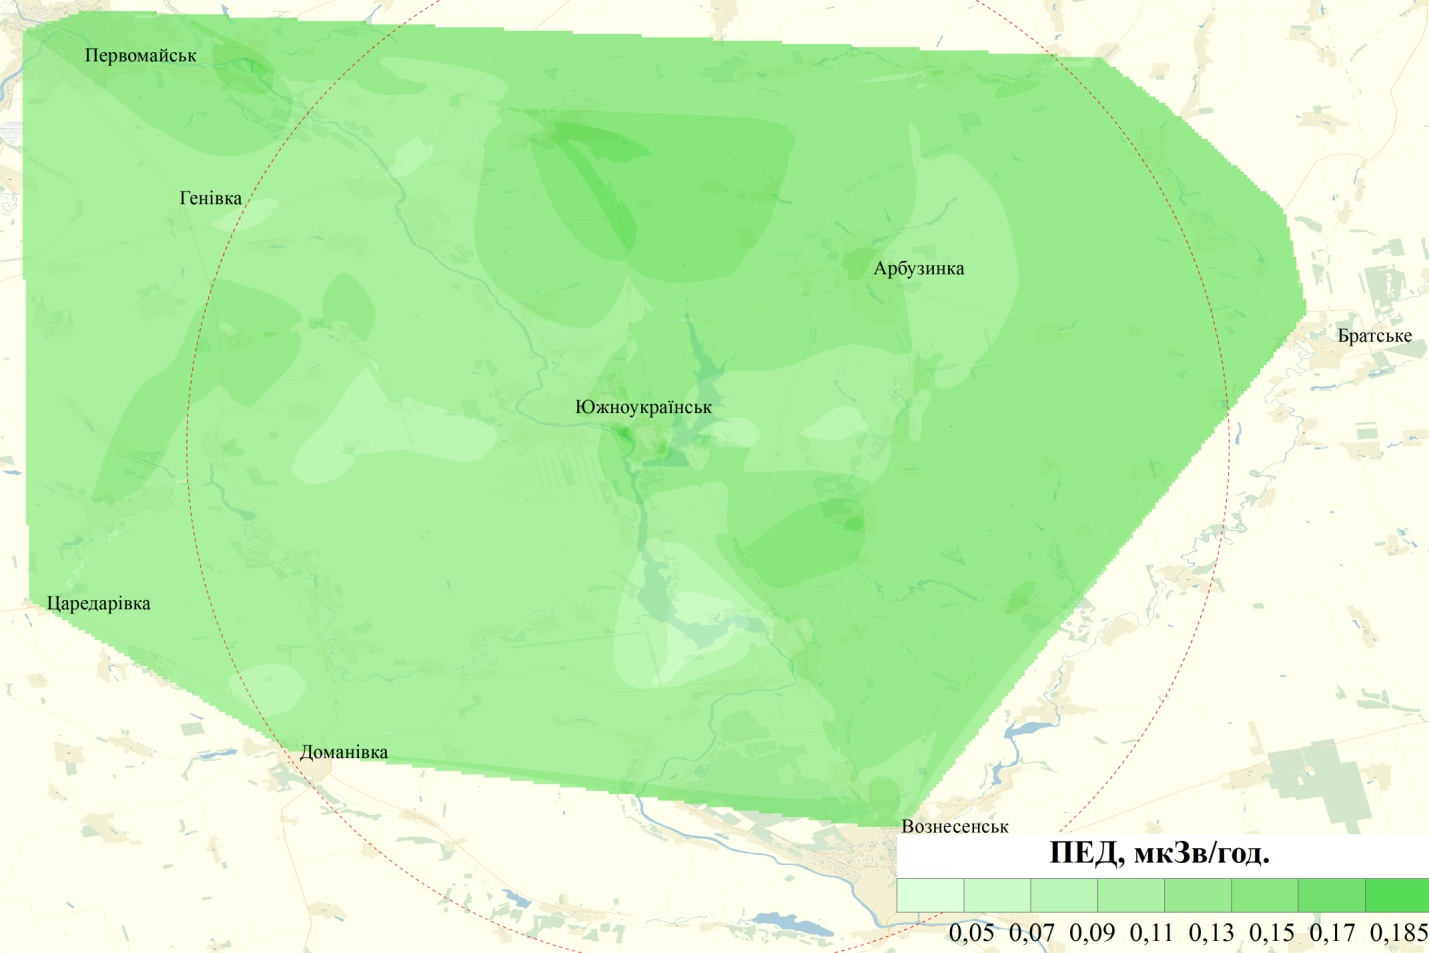 Первомайськ
Генівка
Арбузинка
Братське
Южноукраїнськ
Царедарівка
Доманівка
Вознесенськ
ПЕД, мкЗв/год.
0,05 0,07 0,09 0,11 0,13 0,15 0,17 0,185